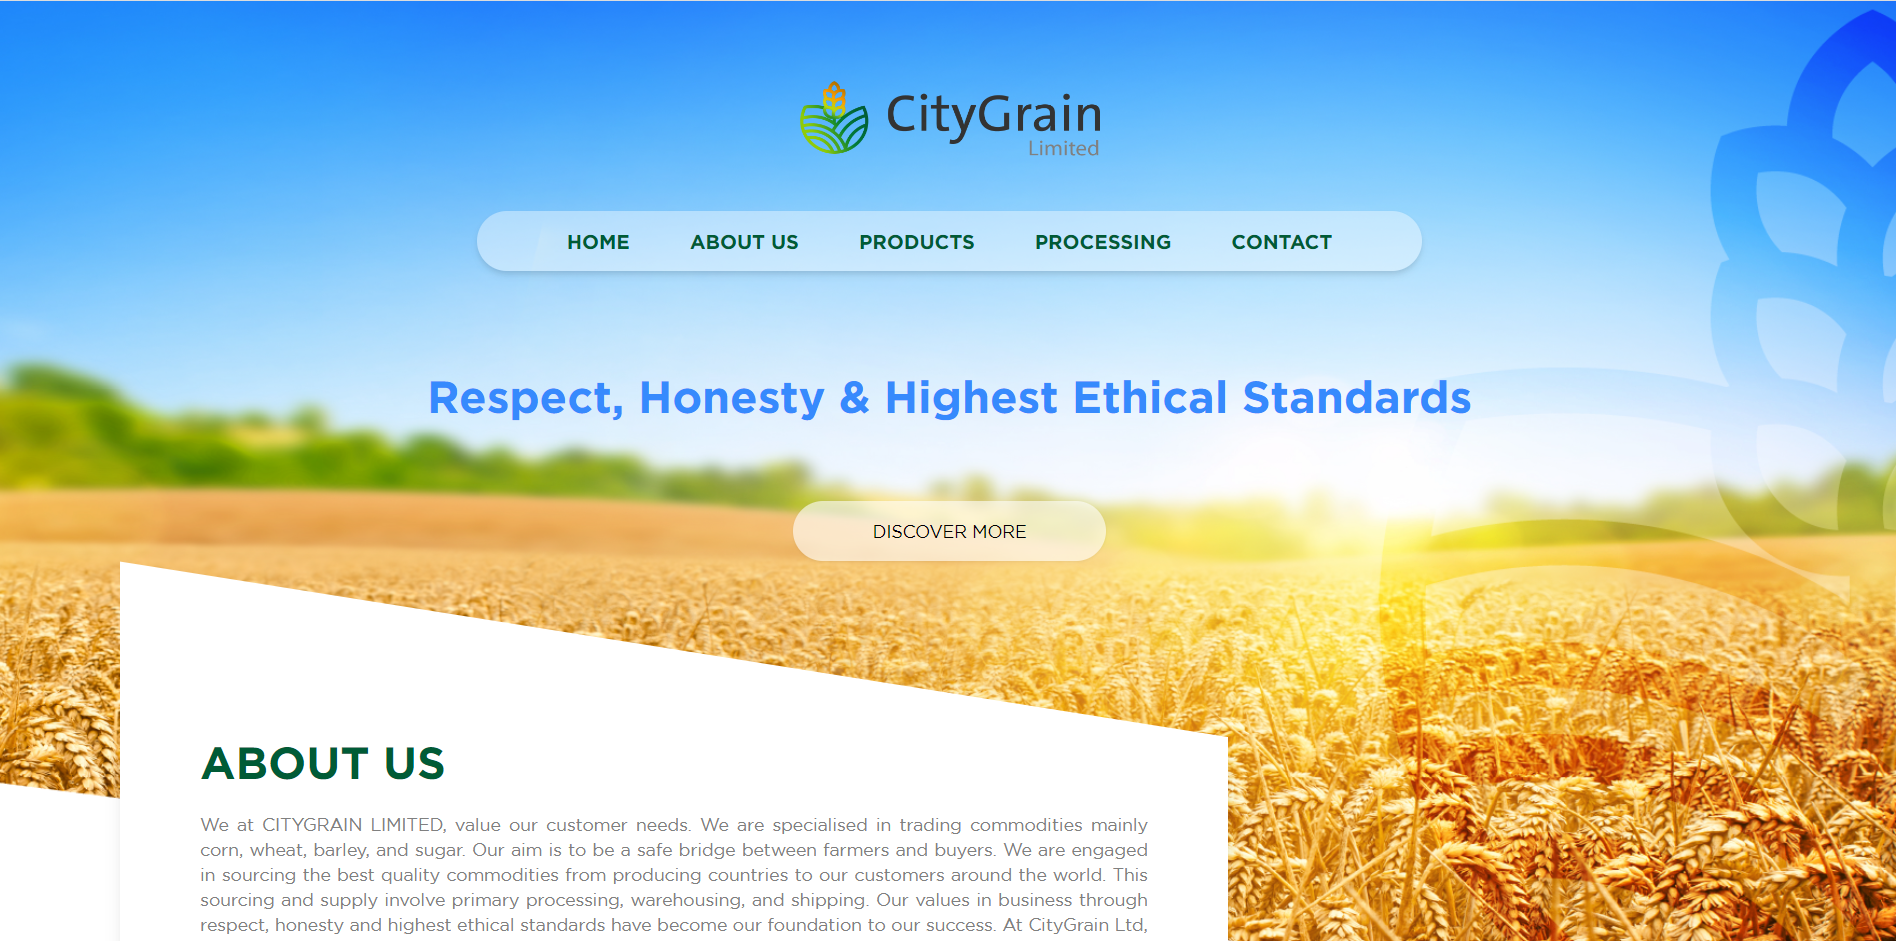 CityGrain
Limited
HOME ABOUT US PRODUCTS PROCESSING CONTACT
Respect, Honesty & Highest Ethical Standards
DISCOVER MORE
ABOUT US
We at CITYGRAIN LIMITED, value our customer needs. We are specialised in trading commodities mainly
corn, wheat, barley, and sugar. Our aim is to be a safe bridge between farmers and buyers. We are engaged
in sourcing the best quality commodities from producing countries to our customers around the world. This
sourcing and supply involve primary processing, warehousing, and shipping. Our values in business through
respect, honesty and highest ethical standards have become our foundation to our success. At CityGrain Ltd,